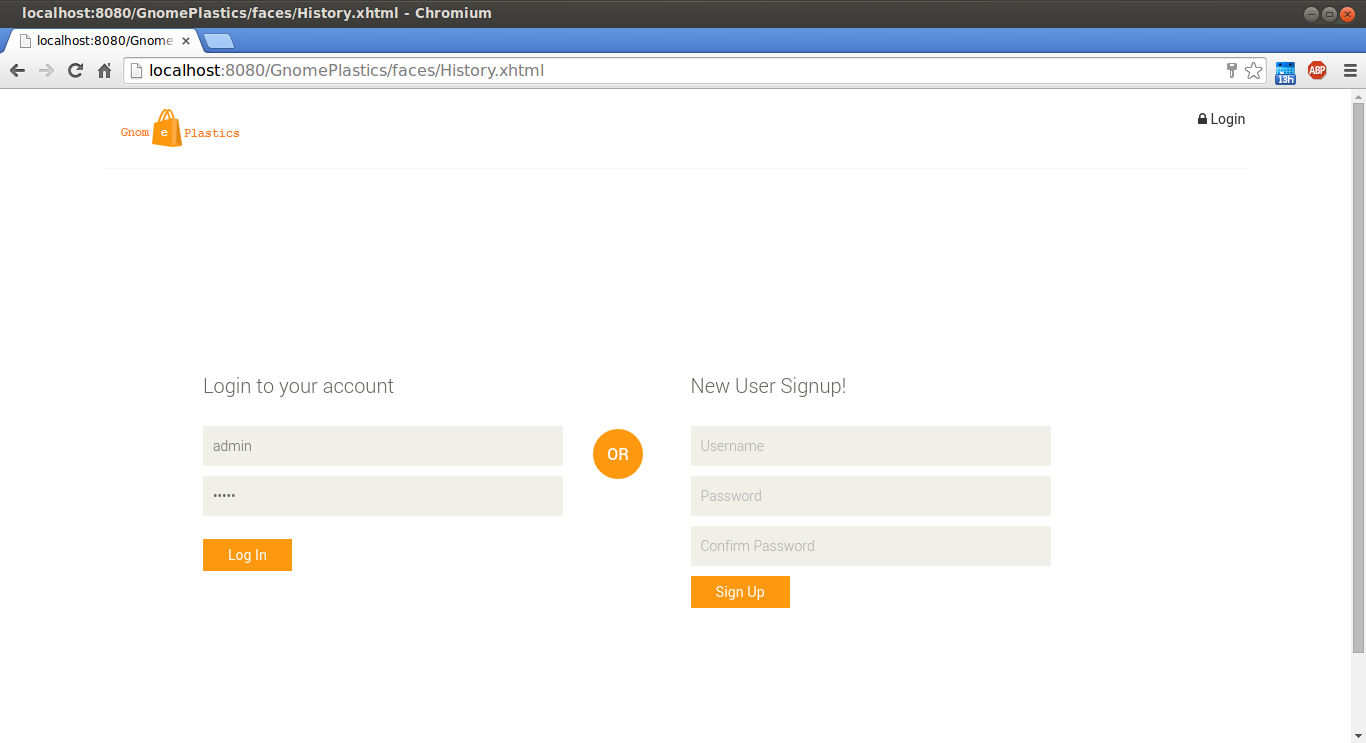 localhost:8080/GnomePlastics/faces/History.xhtml - Chromium
localhost:8080/Gnome
localhost:8080/GnomePlastics/faces/History.xhtml
13h
ABP
Gnom e Plastics
Login
Login to your account
New User Signup!
admin
Username
OR
•••••
Password
Confirm Password
Log In
Sign Up